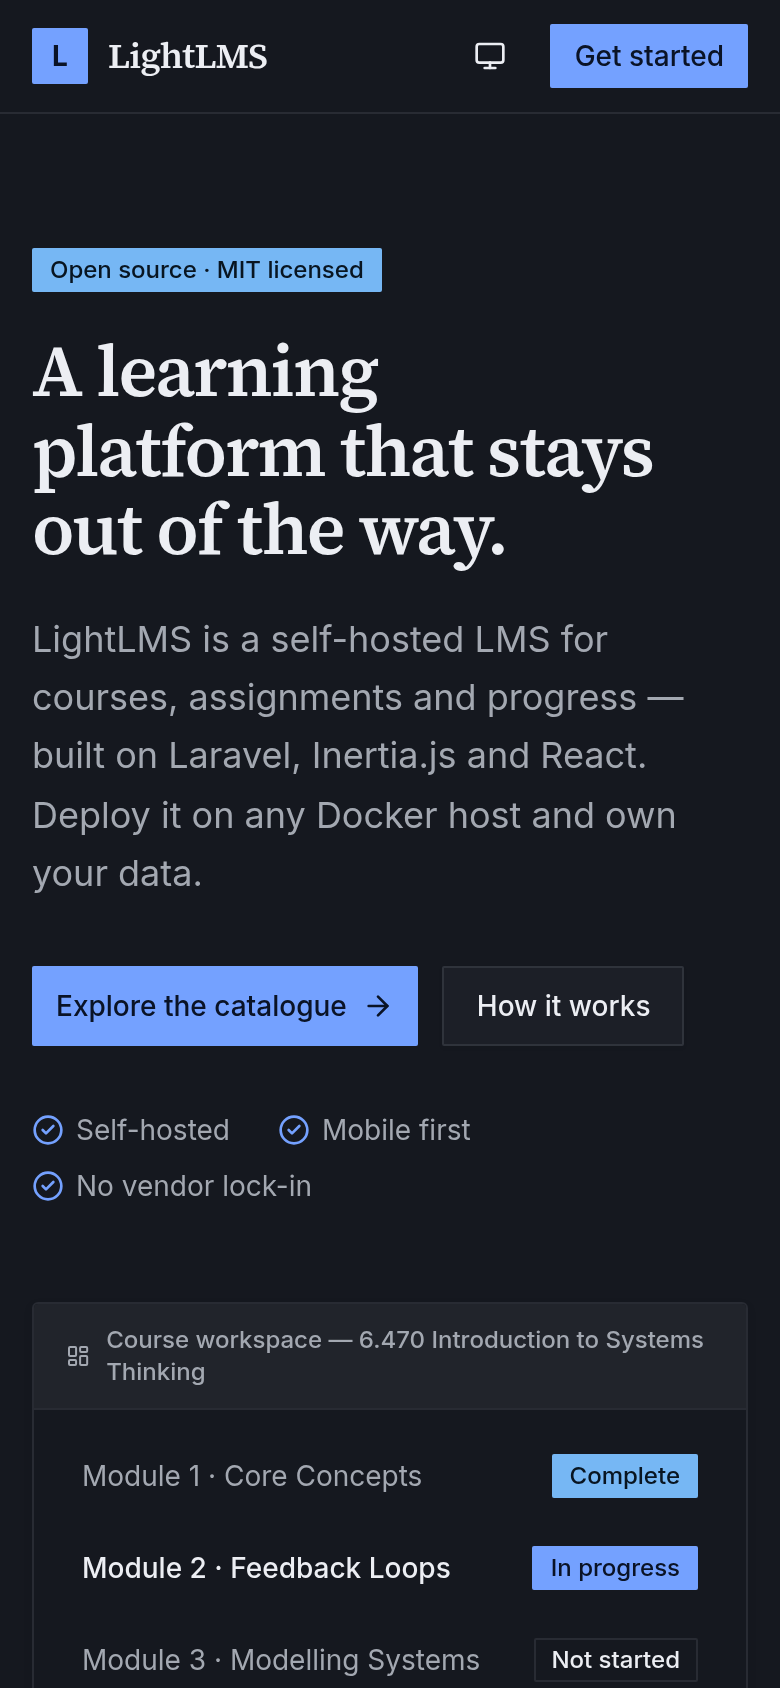 L LightLMS Get started
Open source · MIT licensed
A learning
platform that stays
out of the way.
LightLMS is a self-hosted LMS for
courses, assignments and progress —
built on Laravel, Inertia.js and React.
Deploy it on any Docker host and own
your data.
Explore the catalogue How it works
Self-hosted Mobile first
No vendor lock-in
Course workspace — 6.470 Introduction to Systems
Thinking
Module 1 · Core Concepts Complete
Module 2 · Feedback Loops In progress
Module 3 · Modelling Systems Not started